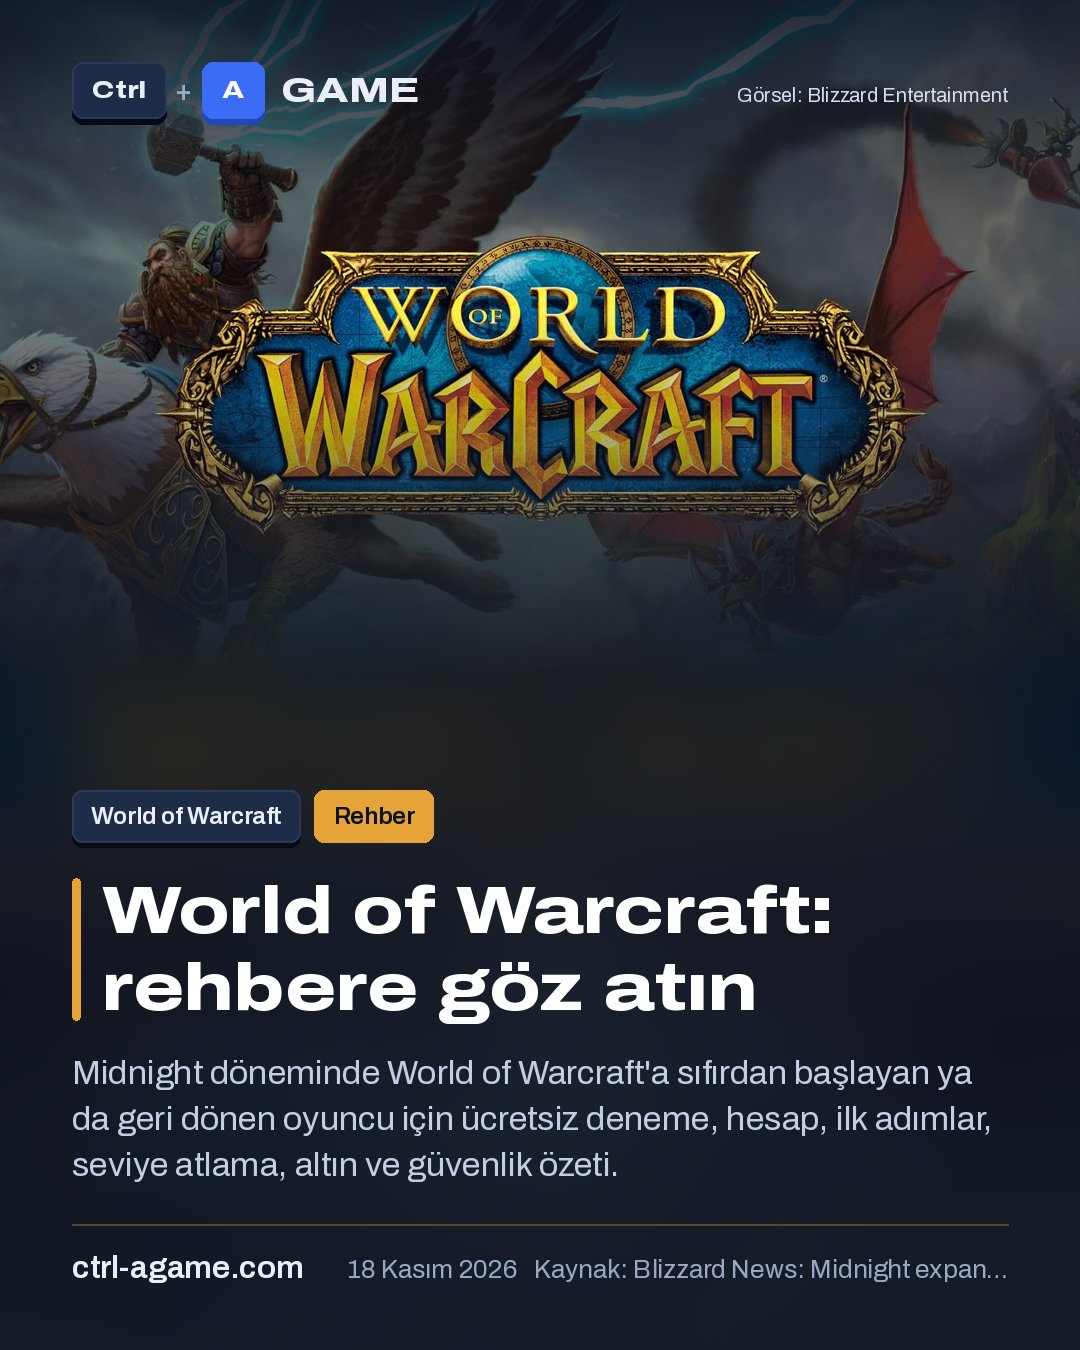 Ctrl + A GAME
Görsel: Blizzard Entertainment
WORLD
OF
WARCRAFT®
World of Warcraft
Rehber
World of Warcraft:
rehbere göz atın
Midnight döneminde World of Warcraft'a sıfırdan başlayan ya
da geri dönen oyuncu için ücretsiz deneme, hesap, ilk adımlar,
seviye atlama, altın ve güvenlik özeti.
ctrl-agame.com
18 Kasım 2026
Kaynak: Blizzard News: Midnight expan...